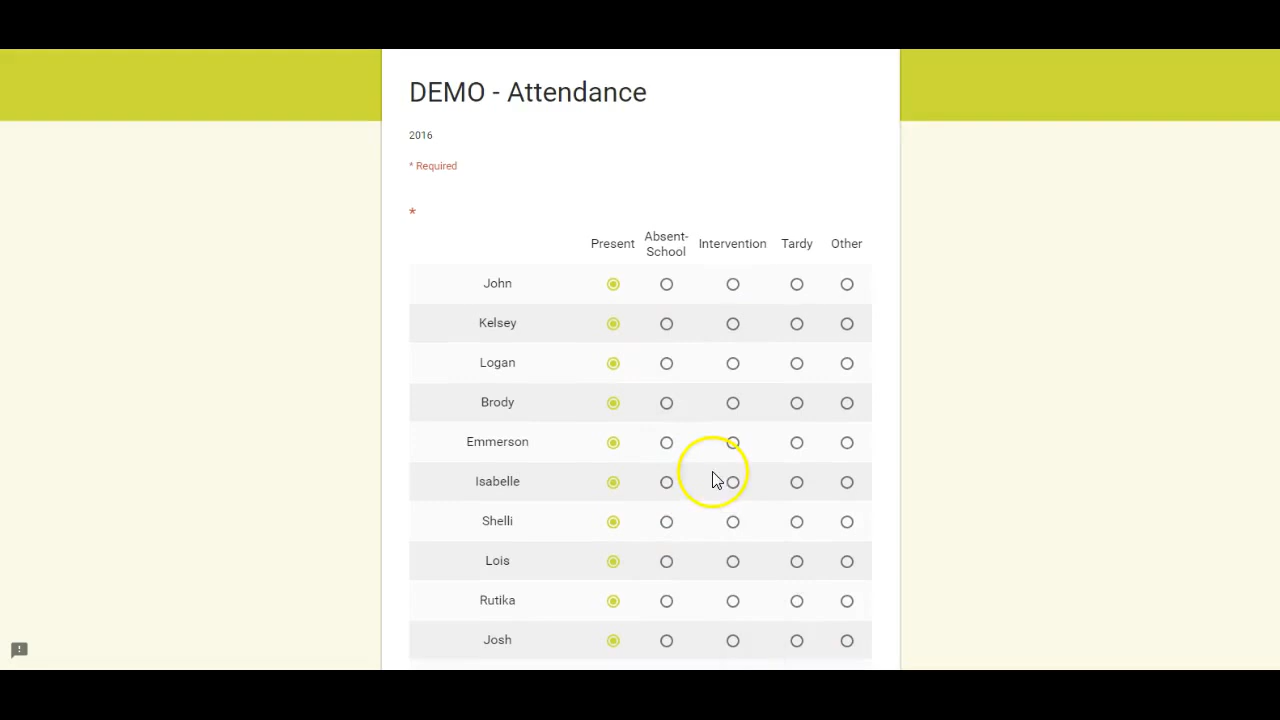 DEMO - Attendance
2016
* Required
*
Present Absent-School Intervention Tardy Other
John
Kelsey
Logan
Brody
Emmerson
Isabelle
Shelli
Lois
Rutika
Josh